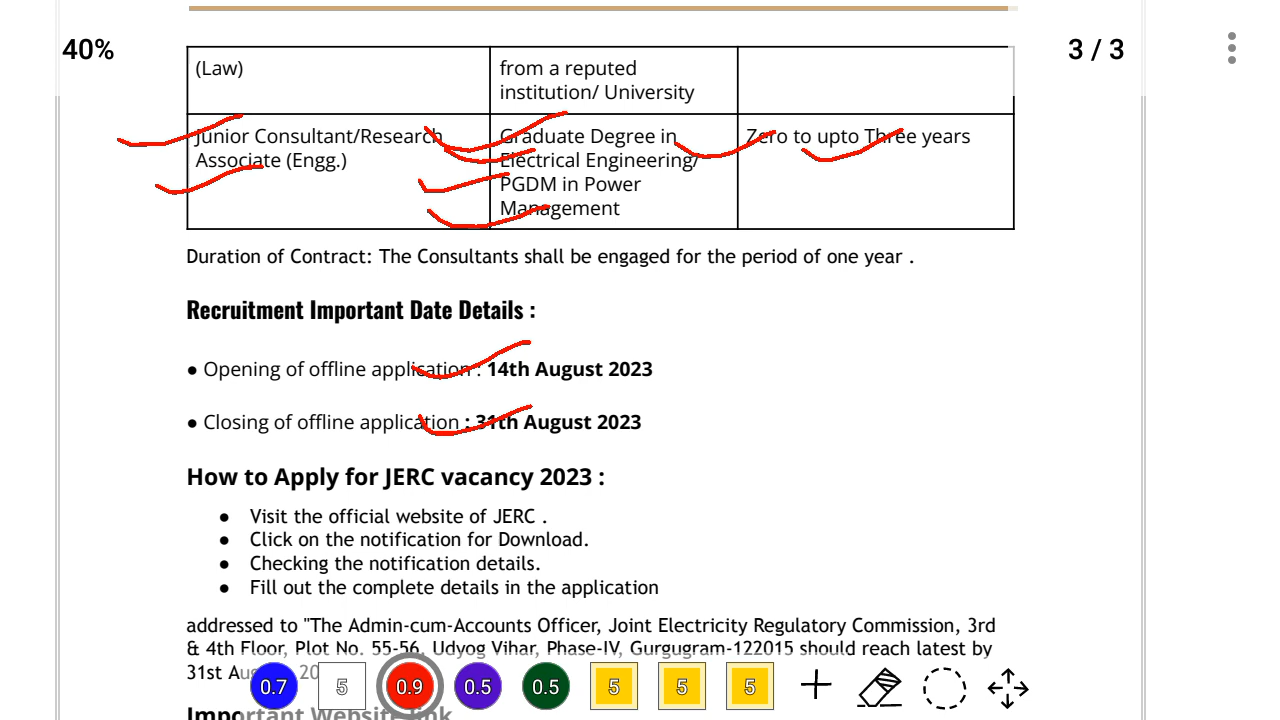 40%
3 / 3
(Law)
from a reputed
institution/ University
Junior Consultant/Research
Associate (Engg.)
Graduate Degree in
Electrical Engineering/
PGDM in Power
Management
Zero to upto Three years
Duration of Contract: The Consultants shall be engaged for the period of one year .
Recruitment Important Date Details :
● Opening of offline application : 14th August 2023
● Closing of offline application : 31th August 2023
How to Apply for JERC vacancy 2023 :
● Visit the official website of JERC .
● Click on the notification for Download.
● Checking the notification details.
● Fill out the complete details in the application
addressed to "The Admin-cum-Accounts Officer, Joint Electricity Regulatory Commission, 3rd
& 4th Floor, Plot No. 55-56, Udyog Vihar, Phase-IV, Gurgugram-122015 should reach latest by
31st
0.7 5 0.9 0.5 0.5 5 5 5
Important Website